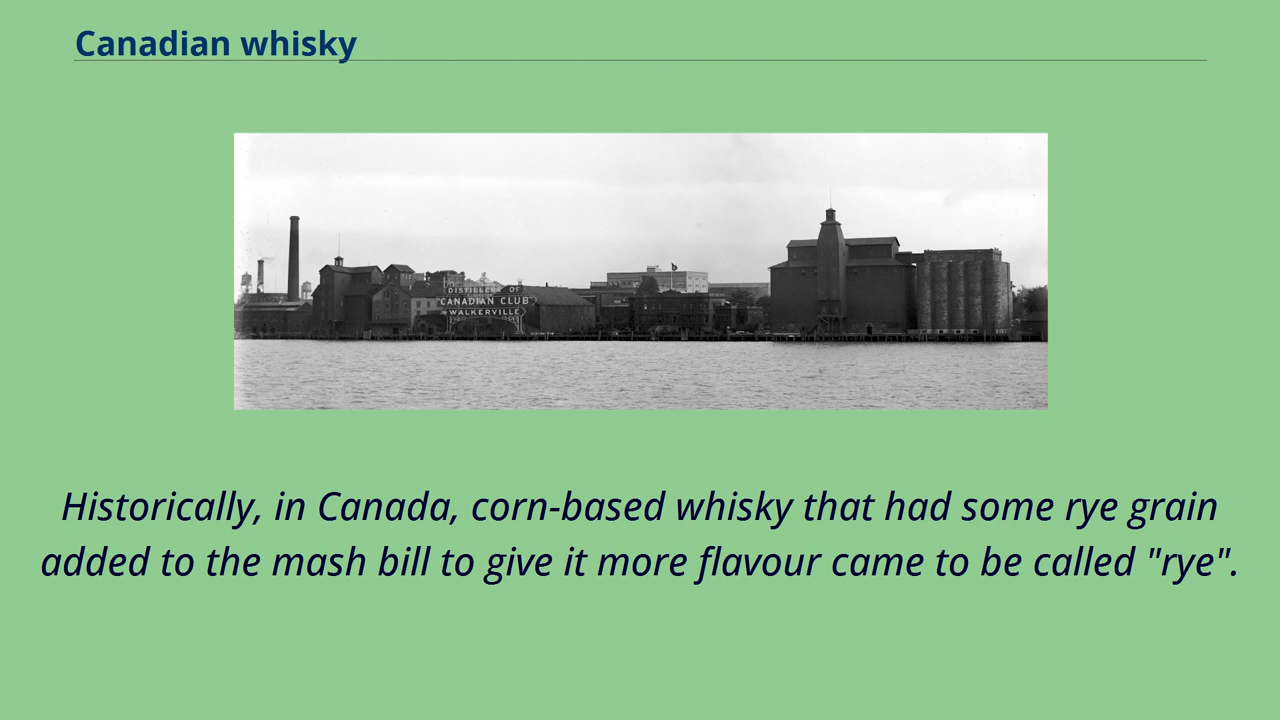 Canadian whisky
DISTILLERY OF
CANADIAN CLUB
WALKERVILLE
Historically, in Canada, corn-based whisky that had some rye grain
added to the mash bill to give it more flavour came to be called "rye".